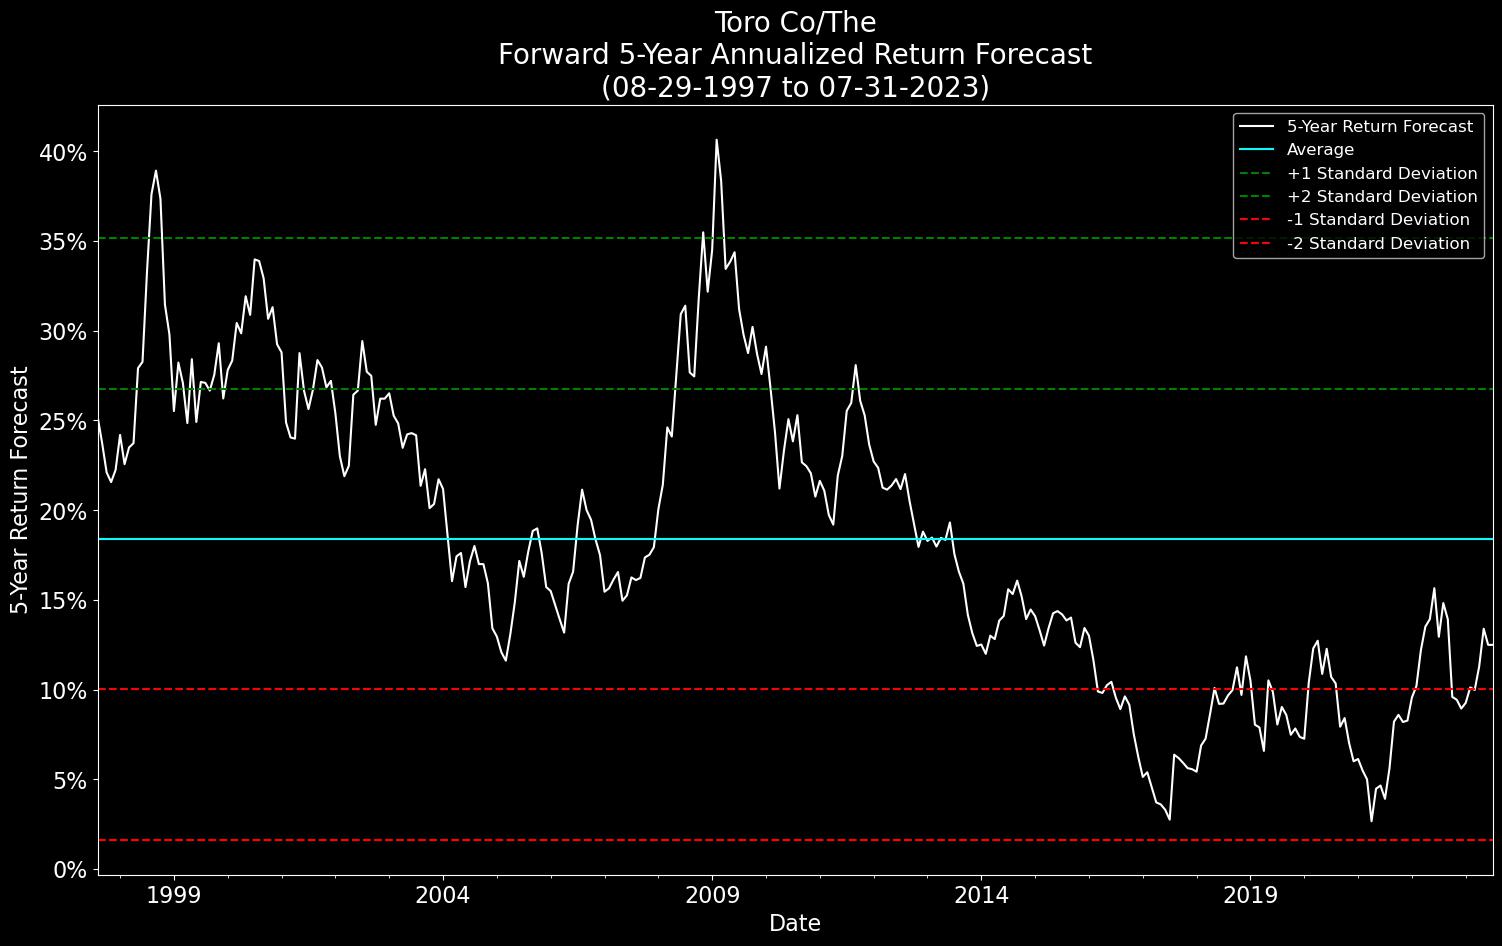 Toro Co/The
Forward 5-Year Annualized Return Forecast
(08-29-1997 to 07-31-2023)
5-Year Return Forecast
Average
+1 Standard Deviation
+2 Standard Deviation
-1 Standard Deviation
-2 Standard Deviation
5-Year Return Forecast
40%
35%
30%
25%
20%
15%
10%
5%
0%
1999 2004 2009 2014 2019
Date